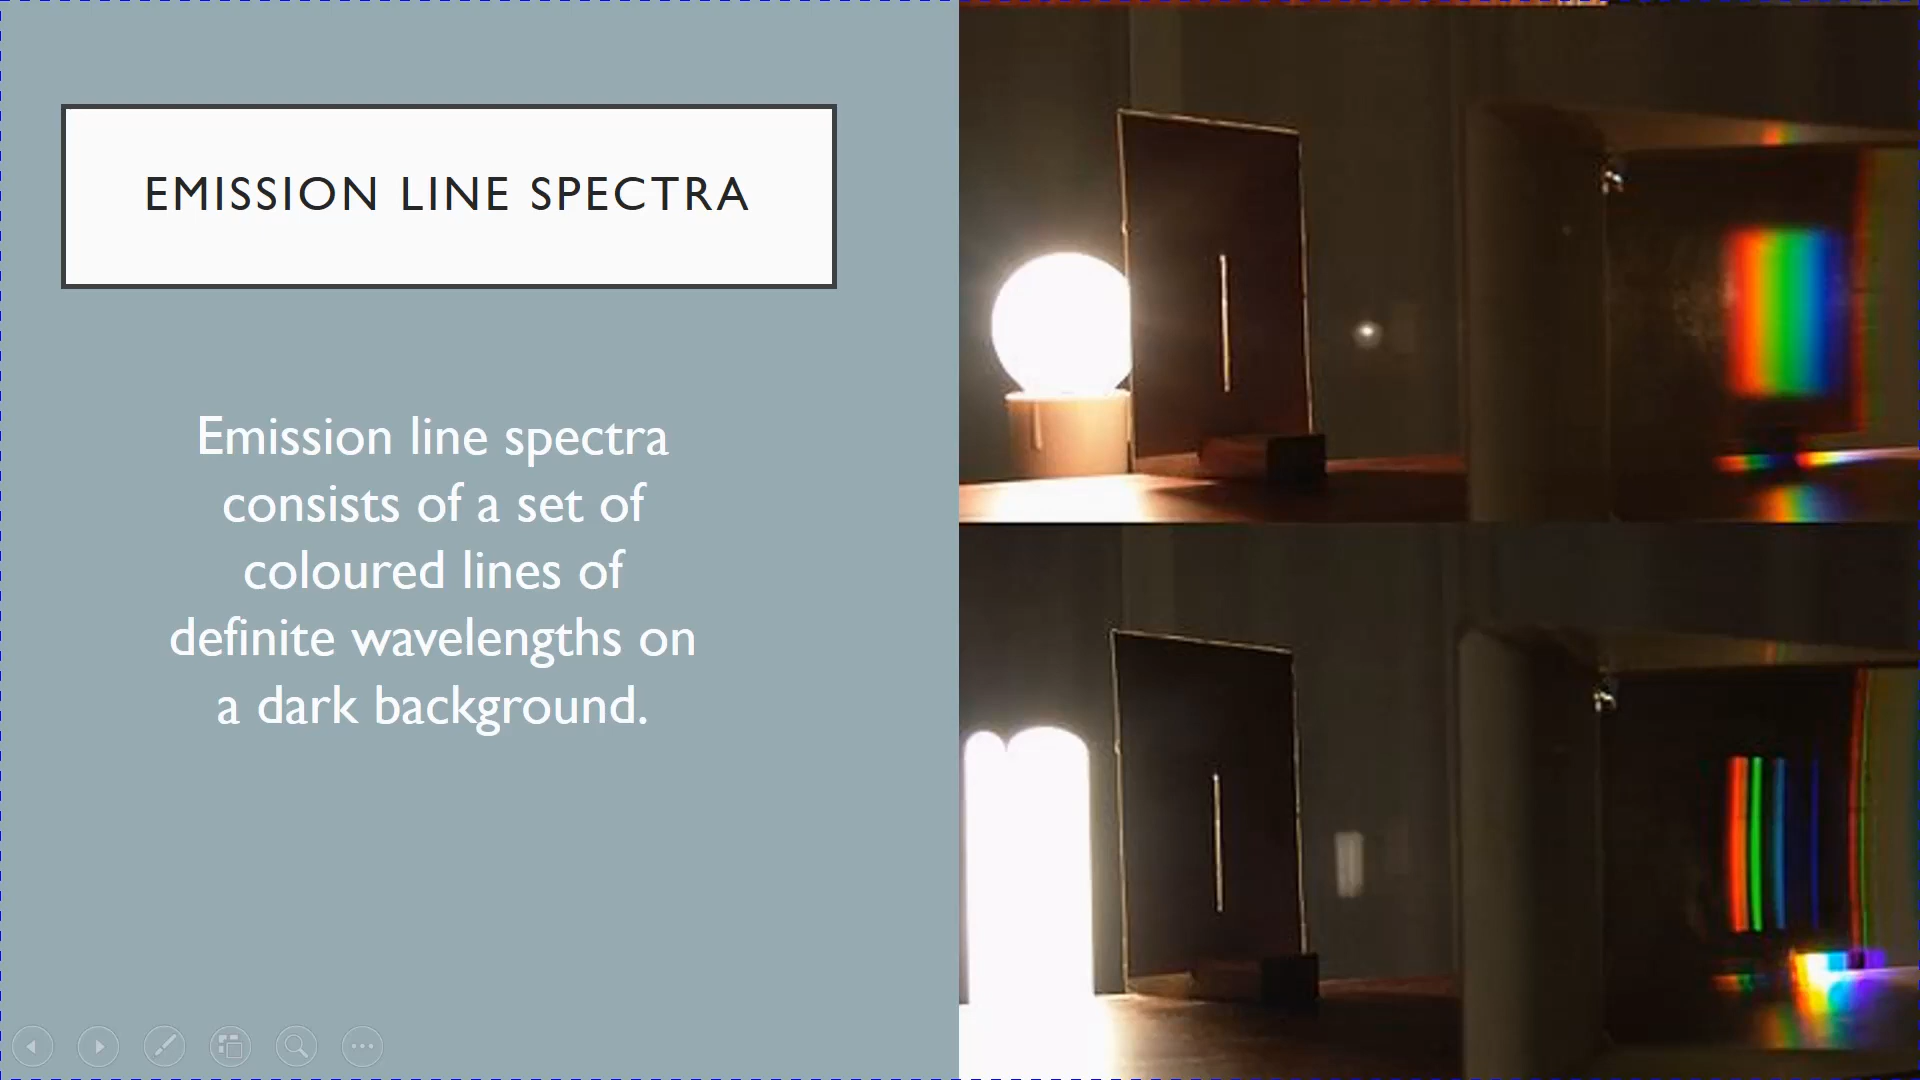 EMISSION LINE SPECTRA
Emission line spectra
consists of a set of
coloured lines of
definite wavelengths on
a dark background.